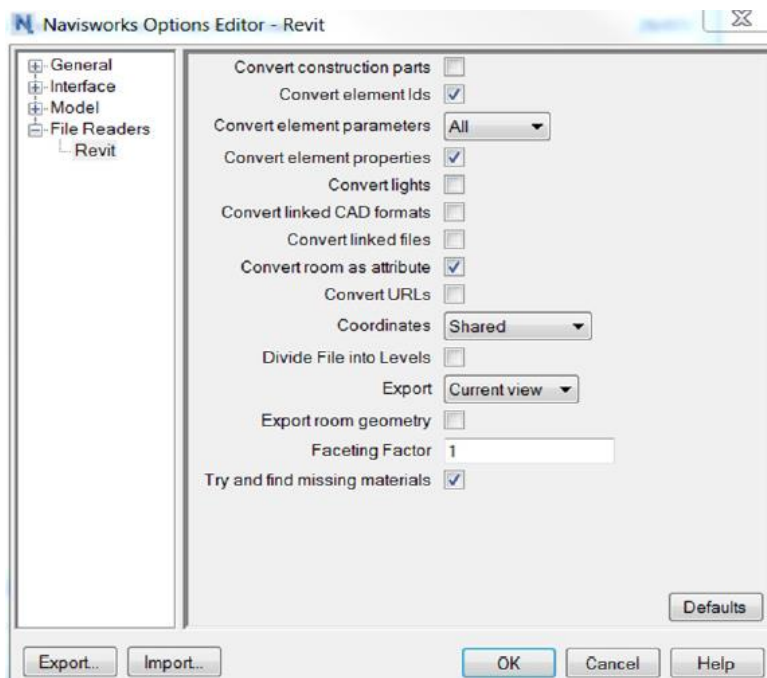 Navisworks Options Editor - Revit
General
Interface
Model
File Readers
Revit
Convert construction parts
Convert element Ids
Convert element parameters All
Convert element properties
Convert lights
Convert linked CAD formats
Convert linked files
Convert room as attribute
Convert URLs
Coordinates Shared
Divide File into Levels
Export Current view
Export room geometry
Faceting Factor 1
Try and find missing materials
Defaults
Export... Import... OK Cancel Help